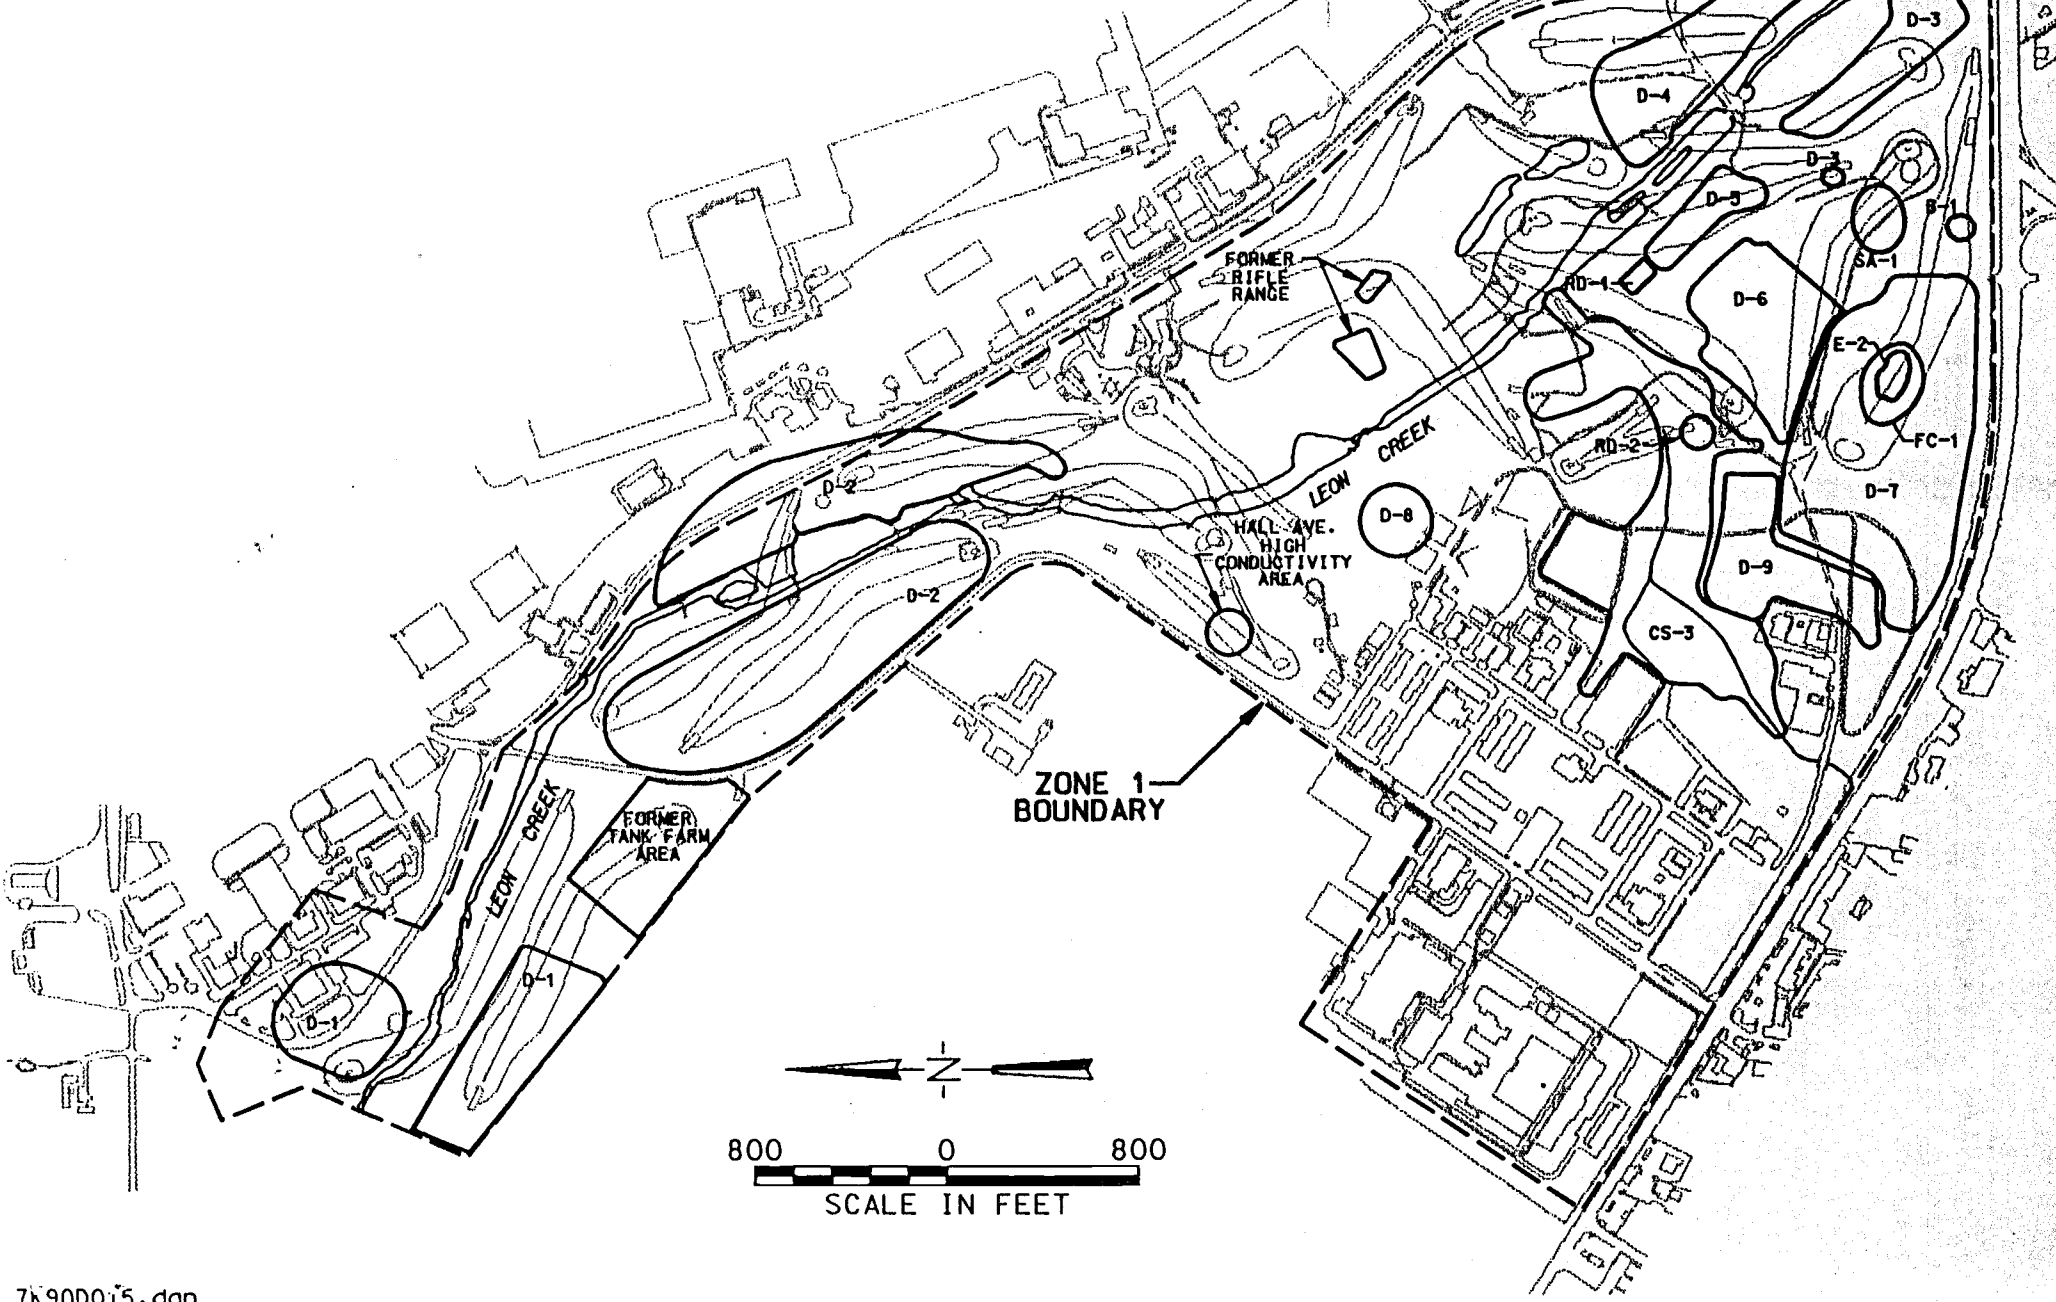 D-3
D-4
D-3
D-5
B-1
SA-1
FORMER
RIFLE
RANGE
RD-1
D-6
E-2
FC-1
RD-2
LEON CREEK
D-2
D-7
D-8
HALL AVE.
HIGH
CONDUCTIVITY
AREA
D-9
D-2
CS-3
ZONE 1
BOUNDARY
LEON CREEK
FORMER
TANK FARM
AREA
D-1
D-1
N
800 0 800
SCALE IN FEET